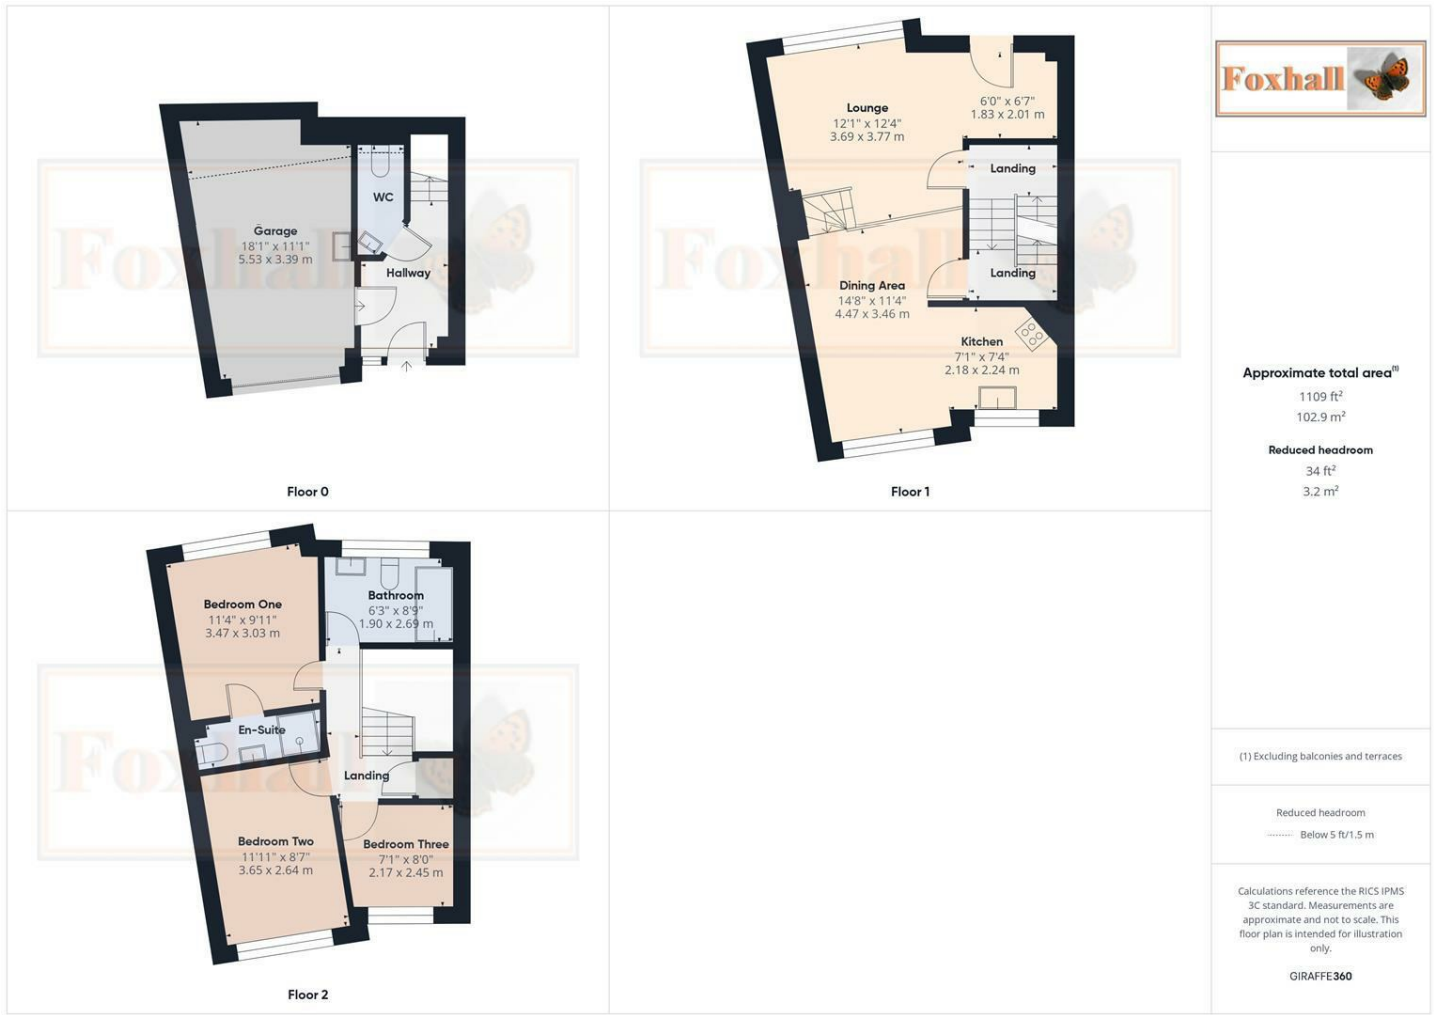 Garage
18'1" x 11'1"
5.53 x 3.39 m
WC
Hallway
Foxhall
Floor 0
Lounge
12'1" x 12'4"
3.69 x 3.77 m
6'0" x 6'7"
1.83 x 2.01 m
Landing
Landing
Dining Area
14'8" x 11'4"
4.47 x 3.46 m
Kitchen
7'1" x 7'4"
2.18 x 2.24 m
Foxhall
Floor 1
Bedroom One
11'4" x 9'11"
3.47 x 3.03 m
Bathroom
6'3" x 8'9"
1.90 x 2.69 m
En-Suite
Landing
Bedroom Two
11'11" x 8'7"
3.65 x 2.64 m
Bedroom Three
7'1" x 8'0"
2.17 x 2.45 m
Foxhall
Floor 2
Foxhall
Approximate total area(1)
1109 ft²
102.9 m²
Reduced headroom
34 ft²
3.2 m²
(1) Excluding balconies and terraces
Reduced headroom
Below 5 ft/1.5 m
Calculations reference the RICS IPMS
3C standard. Measurements are
approximate and not to scale. This
floor plan is intended for illustration
only.
GIRAFFE360